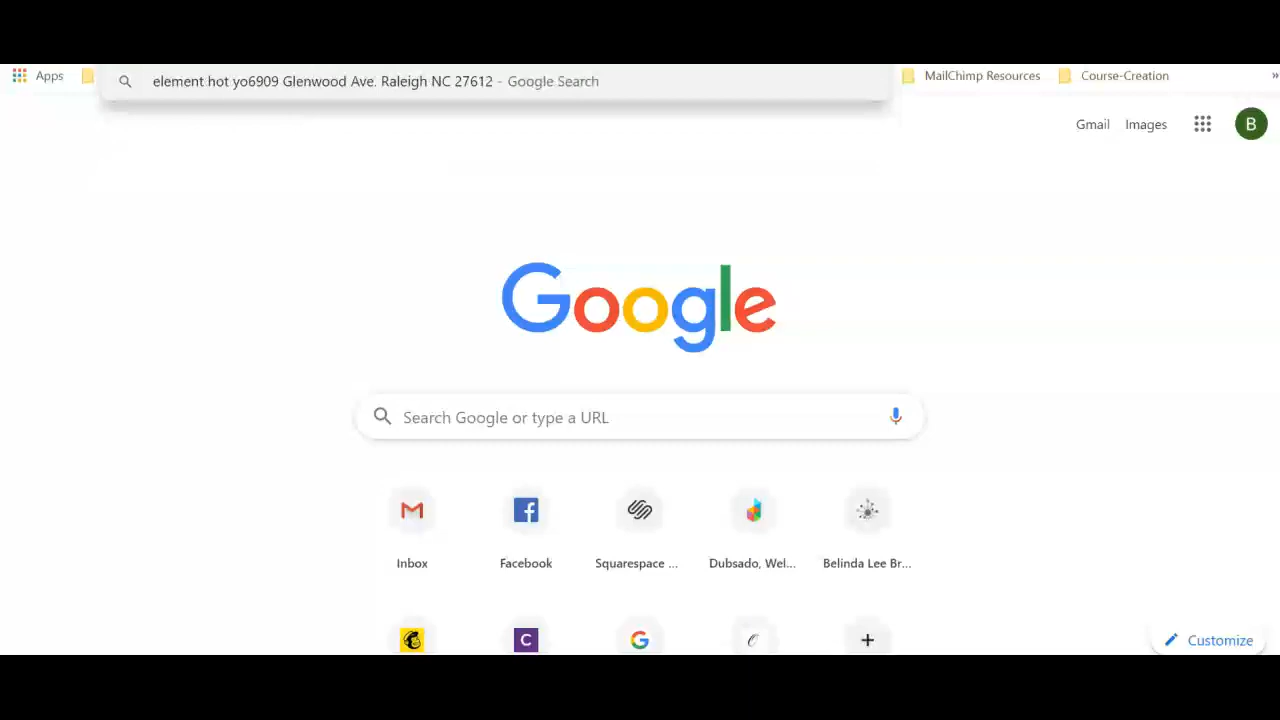 Apps
element hot yo6909 Glenwood Ave. Raleigh NC 27612 - Google Search
MailChimp Resources
Course-Creation
»
Gmail
Images
B
Google
Search Google or type a URL
Inbox
Facebook
Squarespace ...
Dubsado, Wel...
Belinda Lee Br...
C
G
Customize